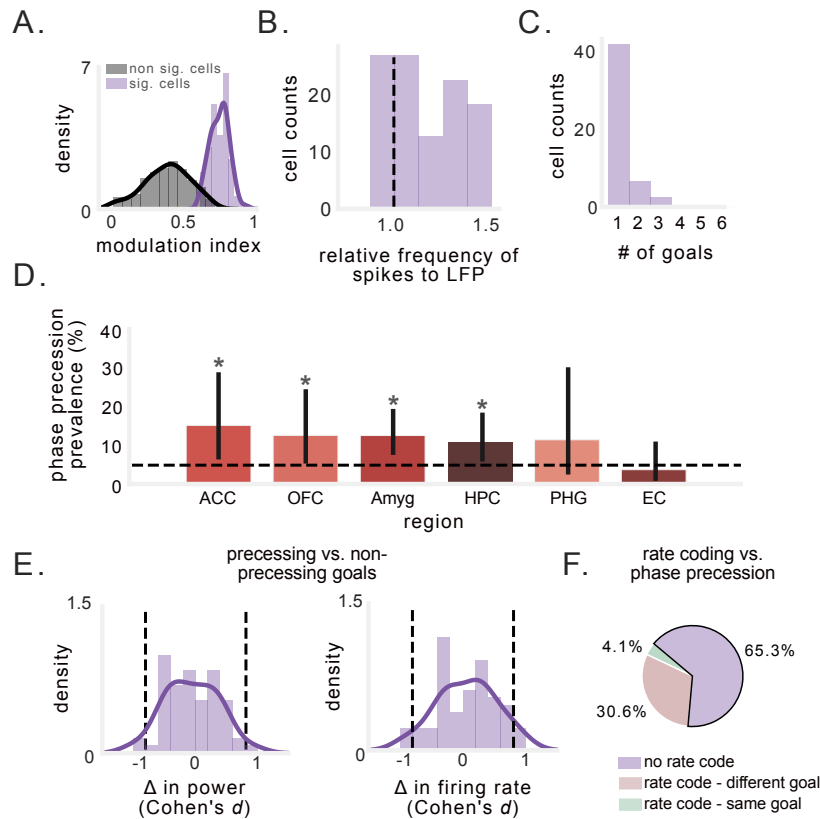 A.
7
density
0
non sig. cells
sig. cells
0
0.5
1
modulation index
B.
cell counts
20
10
0
1.0
1.5
relative frequency of
spikes to LFP
C.
cell counts
40
20
0
1 2 3 4 5 6
# of goals
D.
phase precession
prevalence (%)
40
30
20
10
0
* * * *
ACC OFC Amyg HPC PHG EC
region
E.
precessing vs. non-
precessing goals
1.5
density
0
-1 0 1
Δ in power
(Cohen's d)
1.5
density
0
-1 0 1
Δ in firing rate
(Cohen's d)
F.
rate coding vs.
phase precession
4.1%
65.3%
30.6%
no rate code
rate code - different goal
rate code - same goal